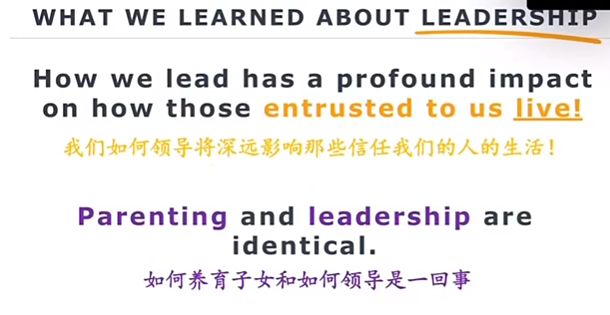 WHAT WE LEARNED ABOUT LEADERSHIP
How we lead has a profound impact
on how those entrusted to us live!
我们如何领导将深远影响那些信任我们的人的生活！
Parenting and leadership are
identical.
如何养育子女和如何领导是一回事